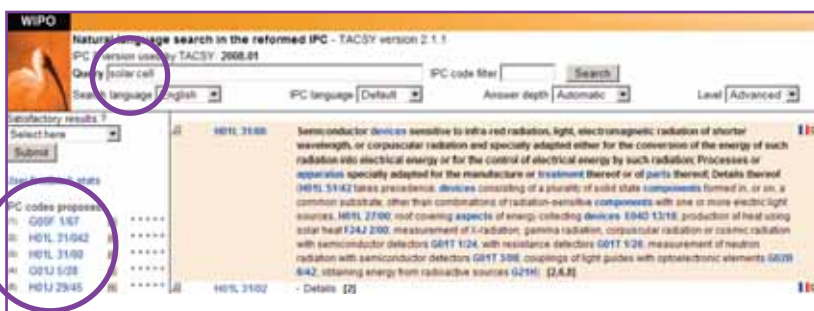 WIPO
Natural language search in the reformed IPC - TACSY version 2.1.1
IPC version used by TACSY 2008.01
Query solar cell IPC code filter Search
Search language English IPC language Default Answer depth Automatic Level Advanced
Satisfactory results ?
Select here
Submit
User feedback stats
IPC codes proposed
G05F 1/67
H01L 31/042
H01L 31/00
G01J 5/28
H01J 29/45
H01L 31/00 Semiconductor devices sensitive to infra red radiation, light, electromagnetic radiation of shorter
wavelength, or corpuscular radiation and specially adapted either for the conversion of the energy of such
radiation into electrical energy or for the control of electrical energy by such radiation; Processes or
apparatus specially adapted for the manufacture or treatment thereof or of parts thereof; Details thereof
(H01L 51/42 takes precedence; devices consisting of a plurality of solid state components formed in, or on, a
common substrate, other than combinations of radiation-sensitive components with one or more electric light
sources, H01L 27/00; roof covering aspects of energy collecting devices E04D 13/18; production of heat using
solar heat F24J 2/00; measurement of X-radiation, gamma radiation, corpuscular radiation or cosmic radiation
with semiconductor detectors G01T 1/24, with resistance detectors G01T 1/26; measurement of neutron
radiation with semiconductor detectors G01T 3/08; couplings of light guides with optoelectronic elements G02B
6/42; obtaining energy from radioactive sources G21H) [2,6,8]
H01L 31/02 - Details [2]